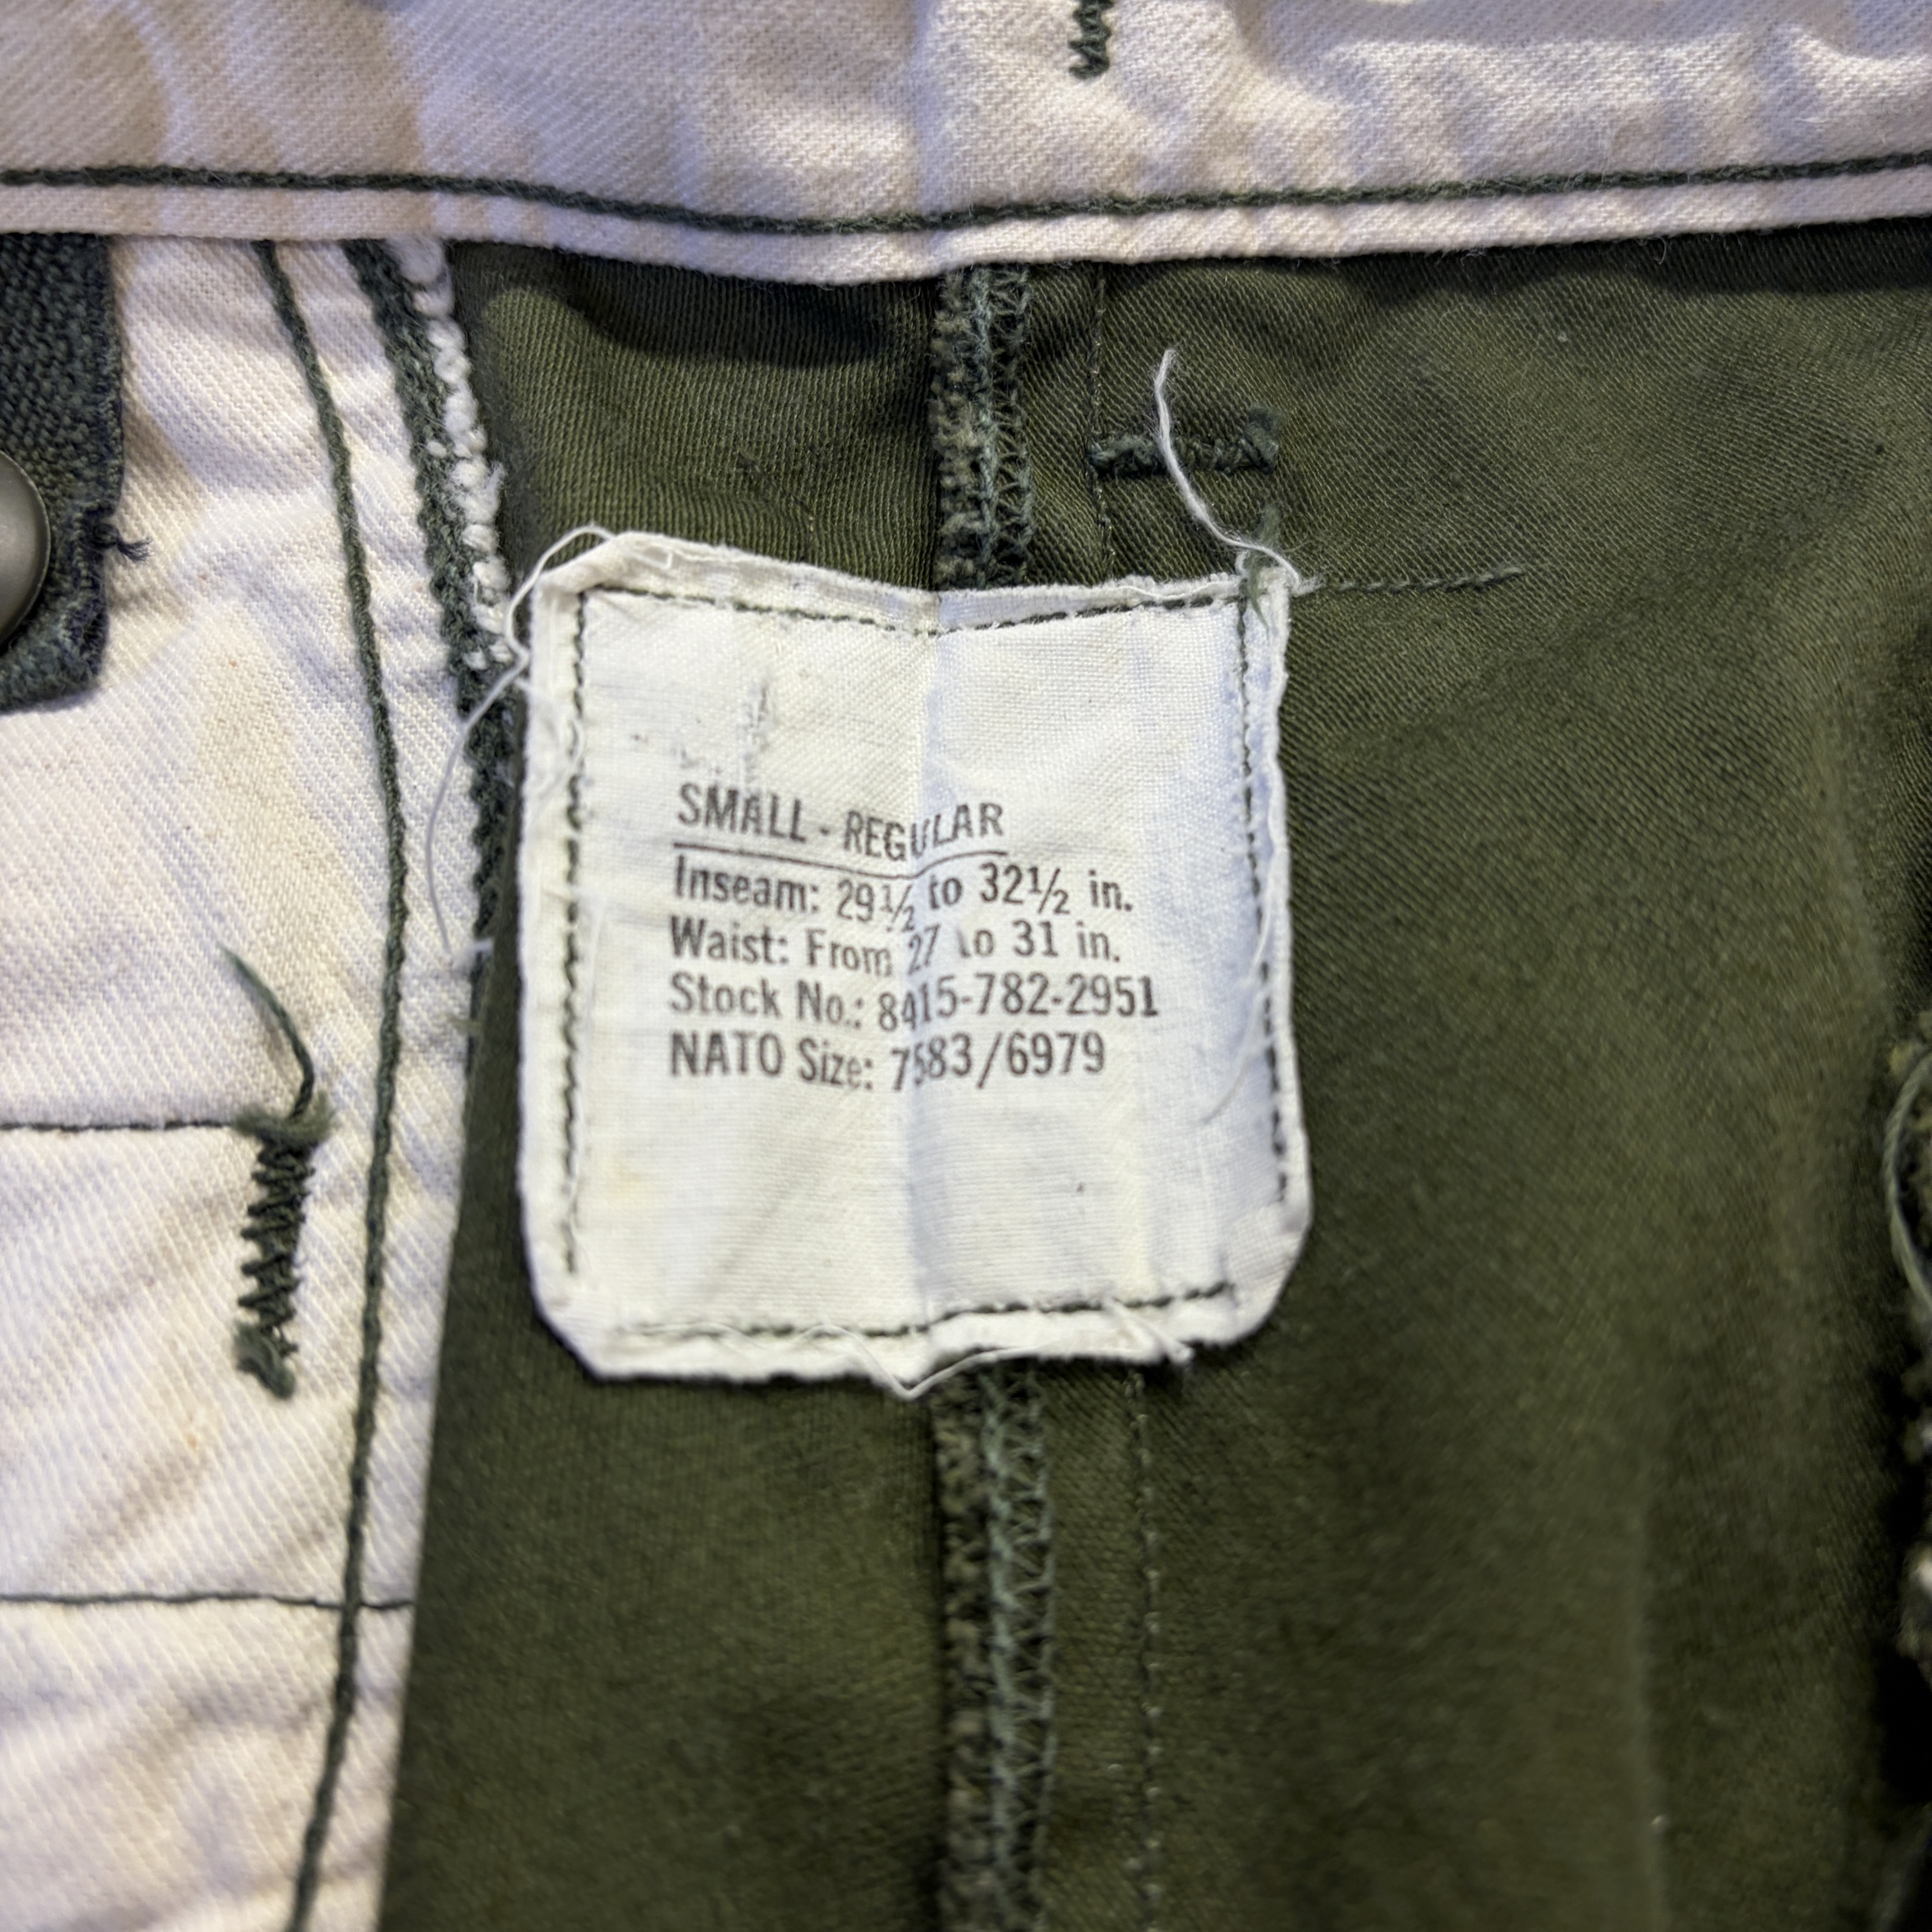 SMALL - REGULAR
Inseam: 29½ to 32½ in.
Waist: From 27 to 31 in.
Stock No.: 8415-782-2951
NATO Size: 7583/6979